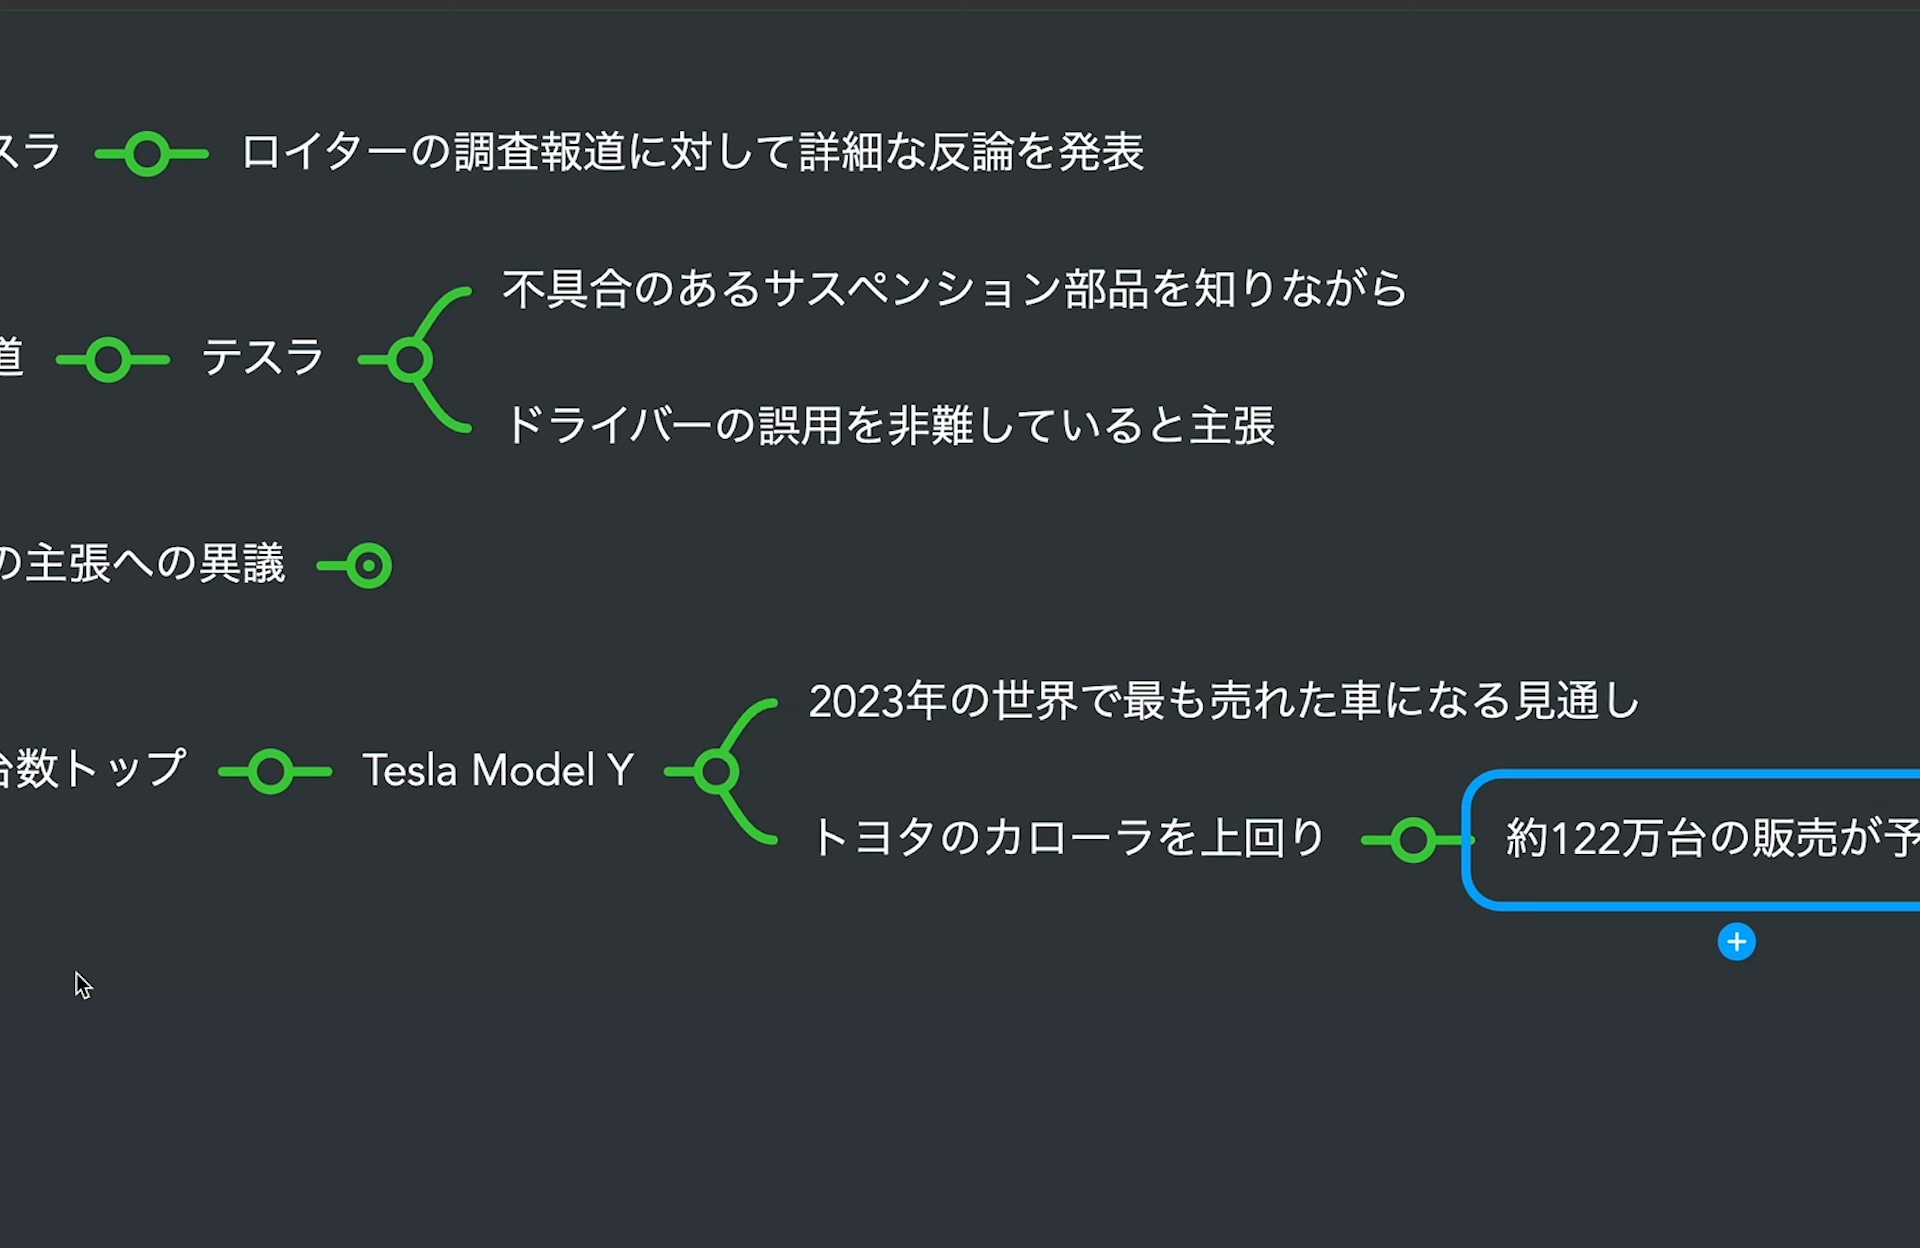 スラ
ロイターの調査報道に対して詳細な反論を発表
不具合のあるサスペンション部品を知りながら
道
テスラ
ドライバーの誤用を非難していると主張
の主張への異議
2023年の世界で最も売れた車になる見通し
台数トップ
Tesla Model Y
トヨタのカローラを上回り
約122万台の販売が予